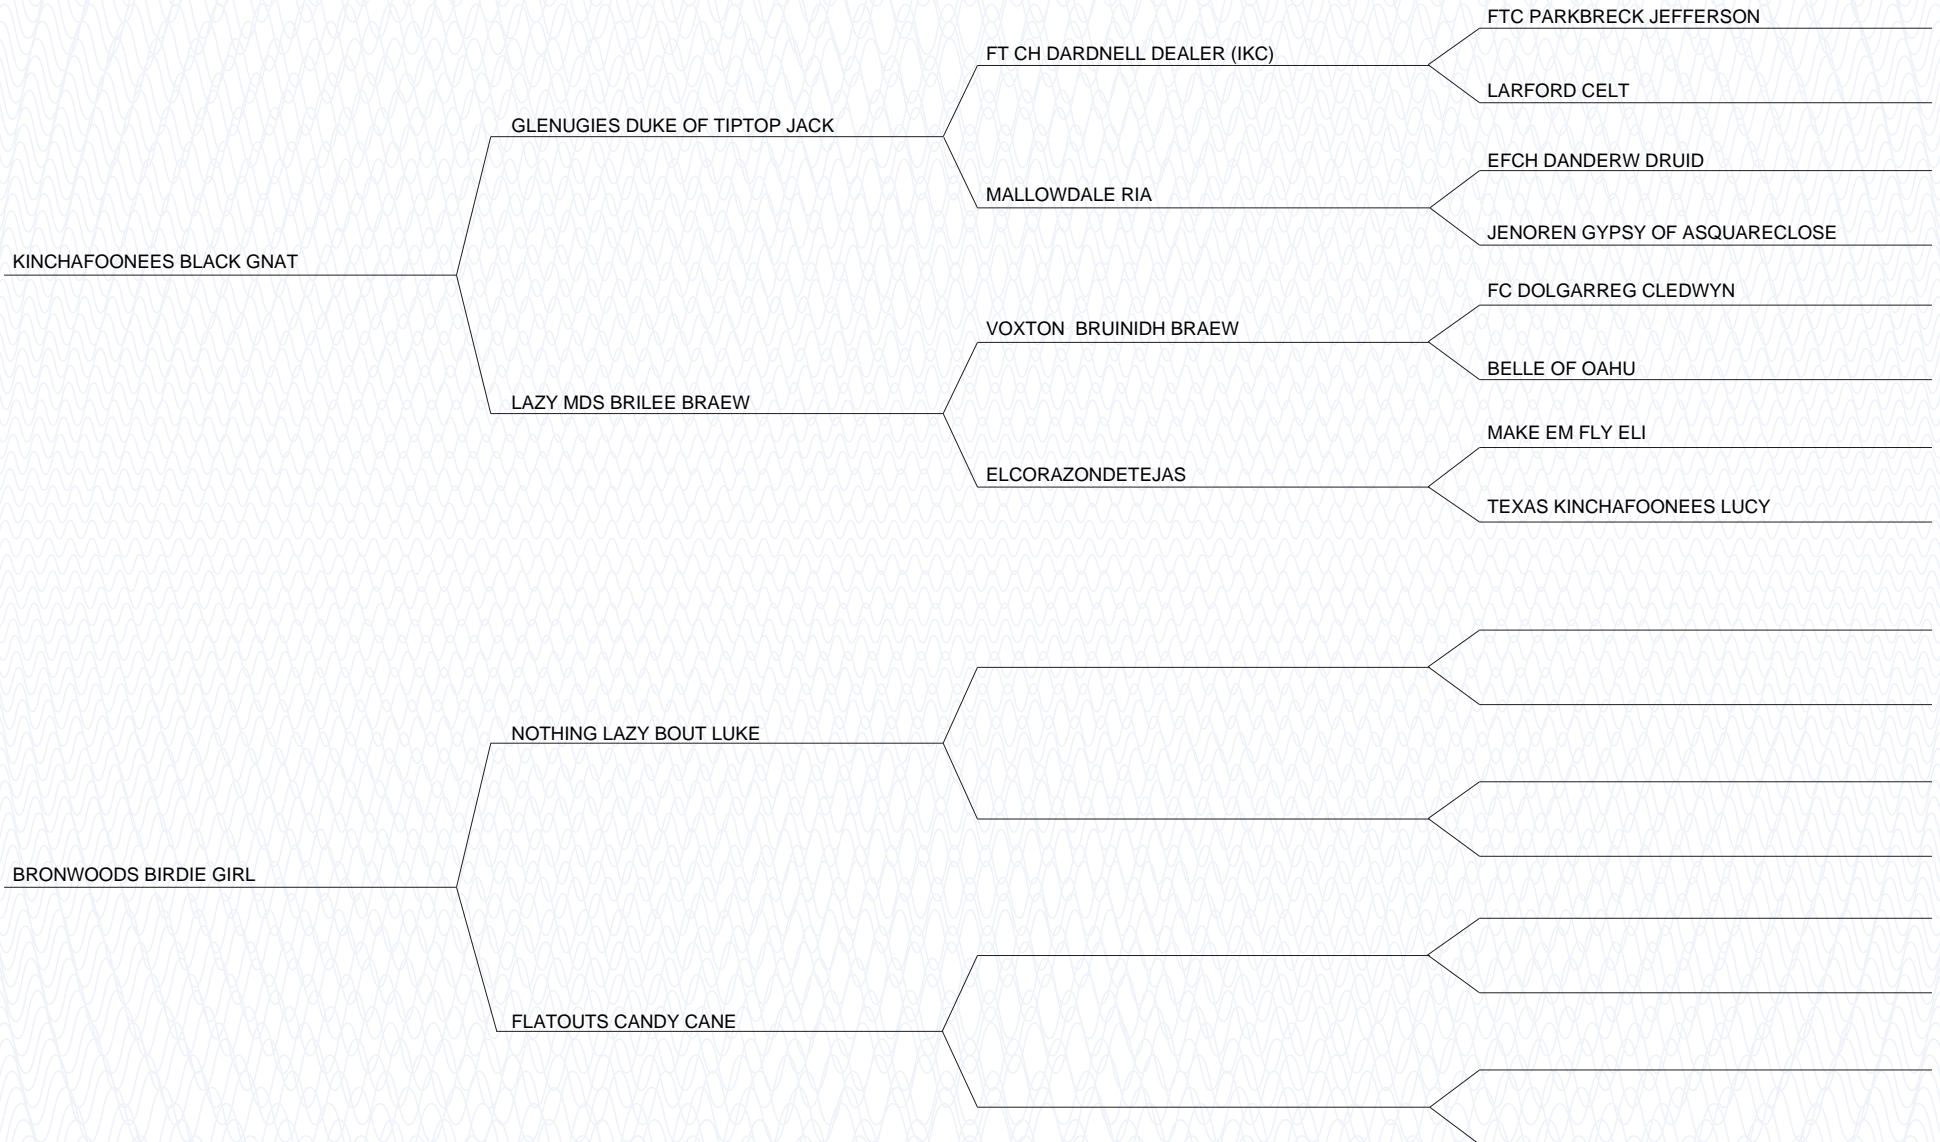 FTC PARKBRECK JEFFERSON
FT CH DARDNELL DEALER (IKC)
LARFORD CELT
GLENUGIES DUKE OF TIPTOP JACK
EFCH DANDERW DRUID
MALLOWDALE RIA
JENOREN GYPSY OF ASQUARECLOSE
KINCHAFOONEES BLACK GNAT
FC DOLGARREG CLEDWYN
VOXTON  BRUINIDH BRAEW
BELLE OF OAHU
LAZY MDS BRILEE BRAEW
MAKE EM FLY ELI
ELCORAZONDETEJAS
TEXAS KINCHAFOONEES LUCY
NOTHING LAZY BOUT LUKE
BRONWOODS BIRDIE GIRL
FLATOUTS CANDY CANE